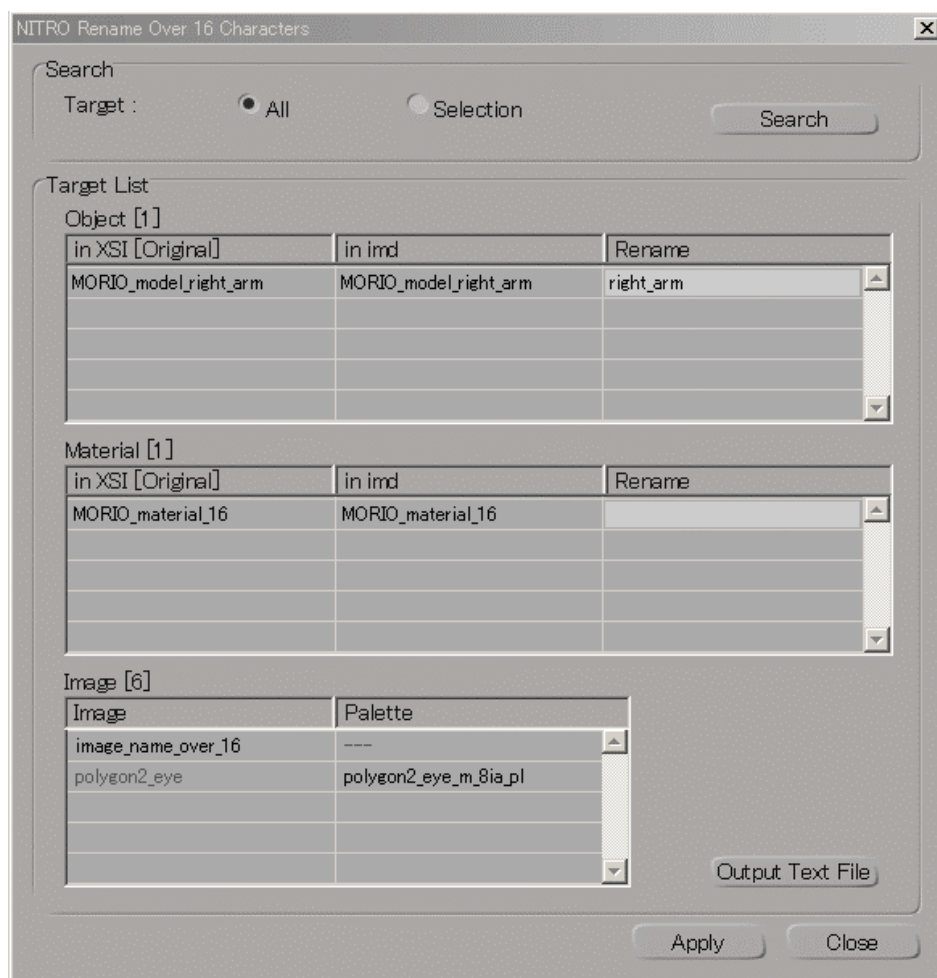 NITRO Rename Over 16 Characters
Search
Target : All Selection Search
Target List
Object [1]
in XSI [Original] in imd Rename
MORIO_model_right_arm MORIO_model_right_arm right_arm
Material [1]
in XSI [Original] in imd Rename
MORIO_material_16 MORIO_material_16
Image [6]
Image Palette
image_name_over_16 ---
polygon2_eye polygon2_eye_m_8ia_pl
Output Text File
Apply Close